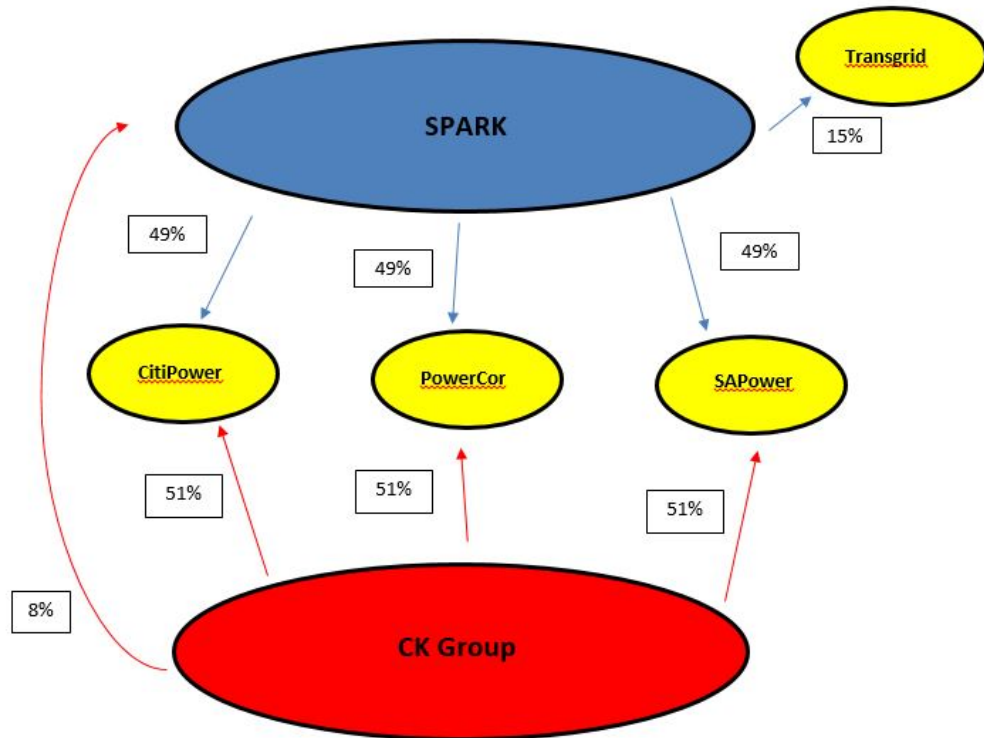 Transgrid
SPARK
15%
49%
49%
49%
CitiPower
PowerCor
SAPower
51%
51%
51%
8%
CK Group